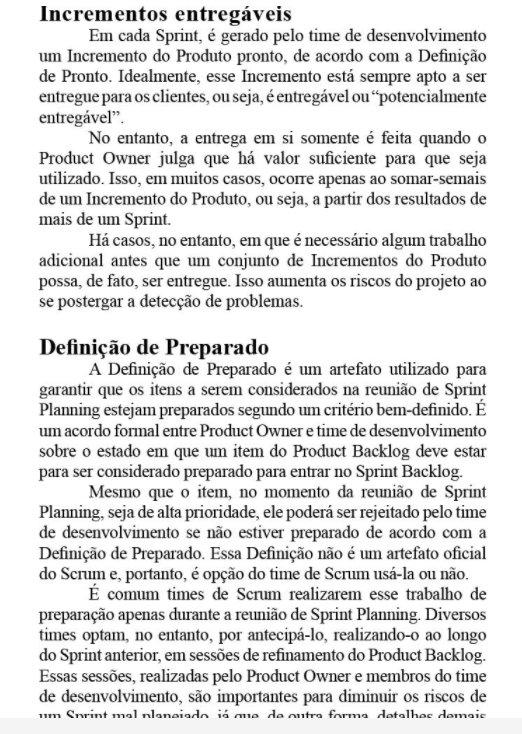 Incrementos entregáveis
Em cada Sprint, é gerado pelo time de desenvolvimento
um Incremento do Produto pronto, de acordo com a Definição
de Pronto. Idealmente, esse Incremento está sempre apto a ser
entregue para os clientes, ou seja, é entregável ou “potencialmente
entregável”.
No entanto, a entrega em si somente é feita quando o
Product Owner julga que há valor suficiente para que seja
utilizado. Isso, em muitos casos, ocorre apenas ao somar-semais
de um Incremento do Produto, ou seja, a partir dos resultados de
mais de um Sprint.
Há casos, no entanto, em que é necessário algum trabalho
adicional antes que um conjunto de Incrementos do Produto
possa, de fato, ser entregue. Isso aumenta os riscos do projeto ao
se postergar a detecção de problemas.
Definição de Preparado
A Definição de Preparado é um artefato utilizado para
garantir que os itens a serem considerados na reunião de Sprint
Planning estejam preparados segundo um critério bem-definido. É
um acordo formal entre Product Owner e time de desenvolvimento
sobre o estado em que um item do Product Backlog deve estar
para ser considerado preparado para entrar no Sprint Backlog.
Mesmo que o item, no momento da reunião de Sprint
Planning, seja de alta prioridade, ele poderá ser rejeitado pelo time
de desenvolvimento se não estiver preparado de acordo com a
Definição de Preparado. Essa Definição não é um artefato oficial
do Scrum e, portanto, é opção do time de Scrum usá-la ou não.
É comum times de Scrum realizarem esse trabalho de
preparação apenas durante a reunião de Sprint Planning. Diversos
times optam, no entanto, por antecipá-lo, realizando-o ao longo
do Sprint anterior, em sessões de refinamento do Product Backlog.
Essas sessões, realizadas pelo Product Owner e membros do time
de desenvolvimento, são importantes para diminuir os riscos de
um Sprint mal planejado, já que, de outra forma, detalhes demais